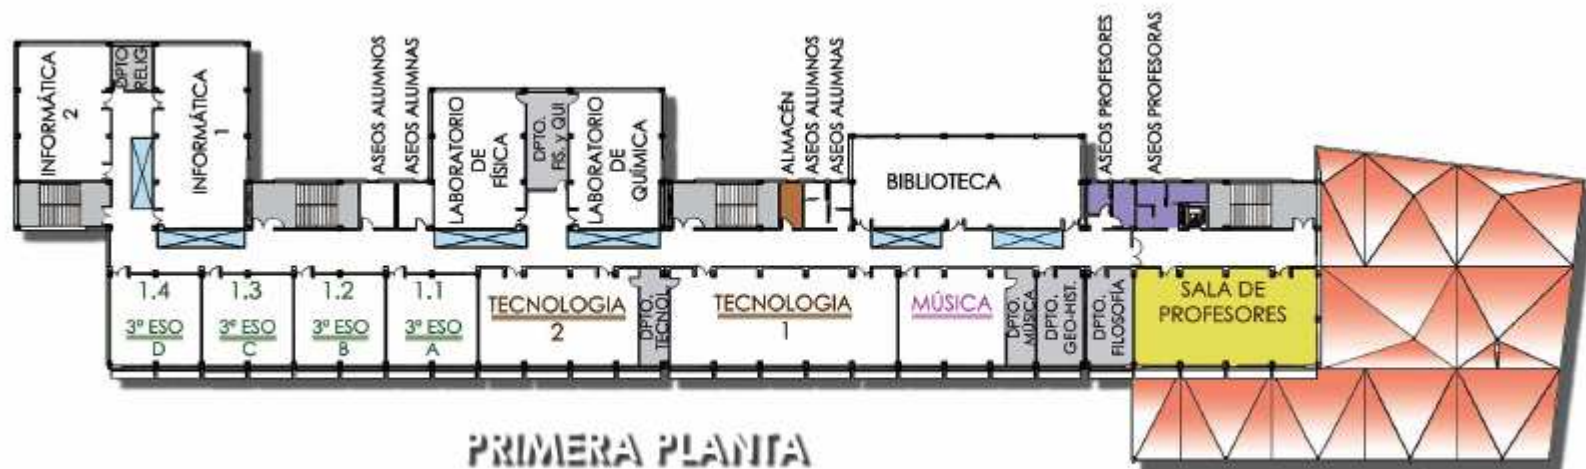 INFORMÁTICA
2
DPTO.
RELIG
INFORMÁTICA
1
ASEOS ALUMNOS
ASEOS ALUMNAS
LABORATORIO
DE
FÍSICA
DPTO.
FIS. y QUI
LABORATORIO
DE
QUÍMICA
ALMACÉN
ASEOS ALUMNOS
ASEOS ALUMNAS
BIBLIOTECA
ASEOS PROFESORES
ASEOS PROFESORAS
1.4
3º ESO
D
1.3
3º ESO
C
1.2
3º ESO
B
1.1
3º ESO
A
TECNOLOGIA
2
DPTO.
TECNOL
TECNOLOGIA
1
MÚSICA
DPTO.
MÚSICA
DPTO.
GEO-HIST.
DPTO.
FILOSOFÍA
SALA DE
PROFESORES
PRIMERA PLANTA